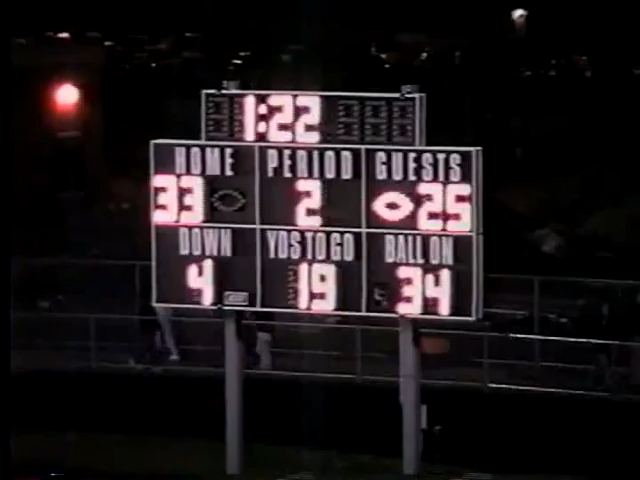 1:22
HOME PERIOD GUESTS
33 2 25
DOWN YDS TO GO BALL ON
4 19 34